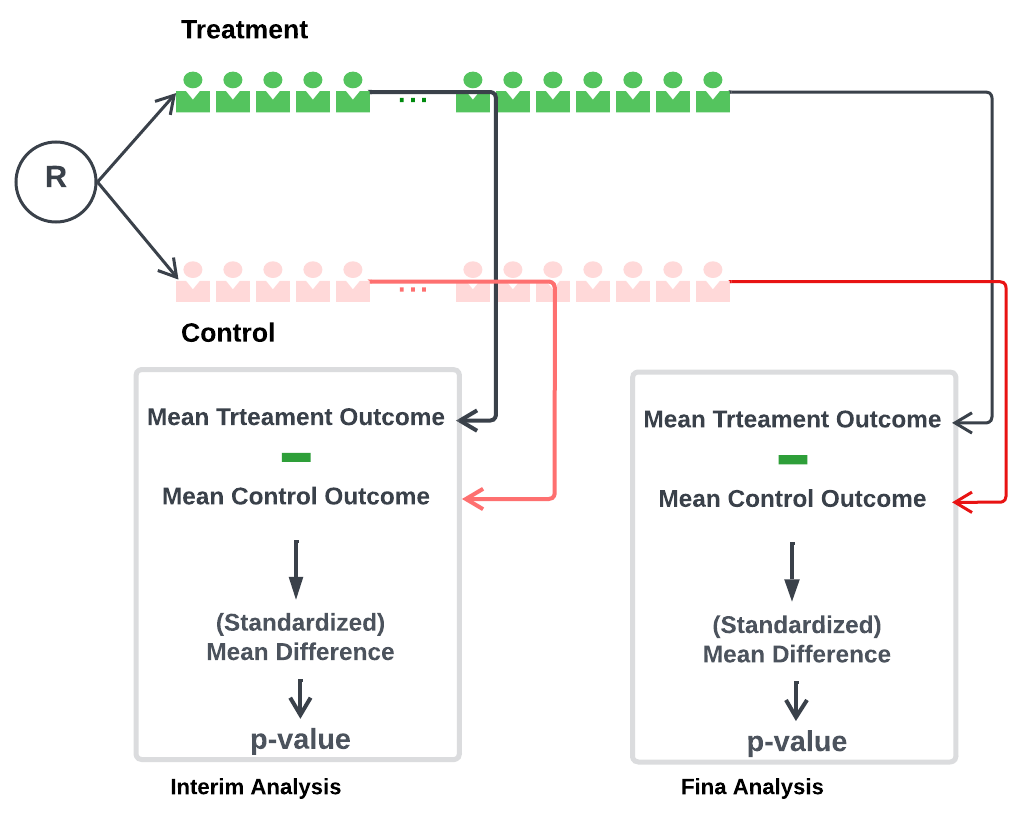 Treatment
R
Control
Mean Trteament Outcome
Mean Control Outcome
(Standardized)
Mean Difference
p-value
Interim Analysis
Mean Trteament Outcome
Mean Control Outcome
(Standardized)
Mean Difference
p-value
Fina Analysis